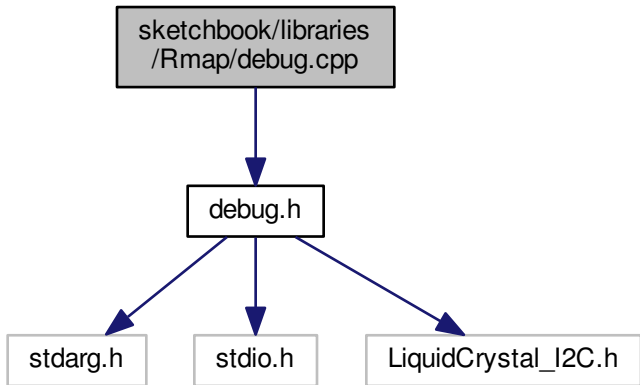 sketchbook/libraries
/Rmap/debug.cpp
debug.h
stdarg.h
stdio.h
LiquidCrystal_I2C.h